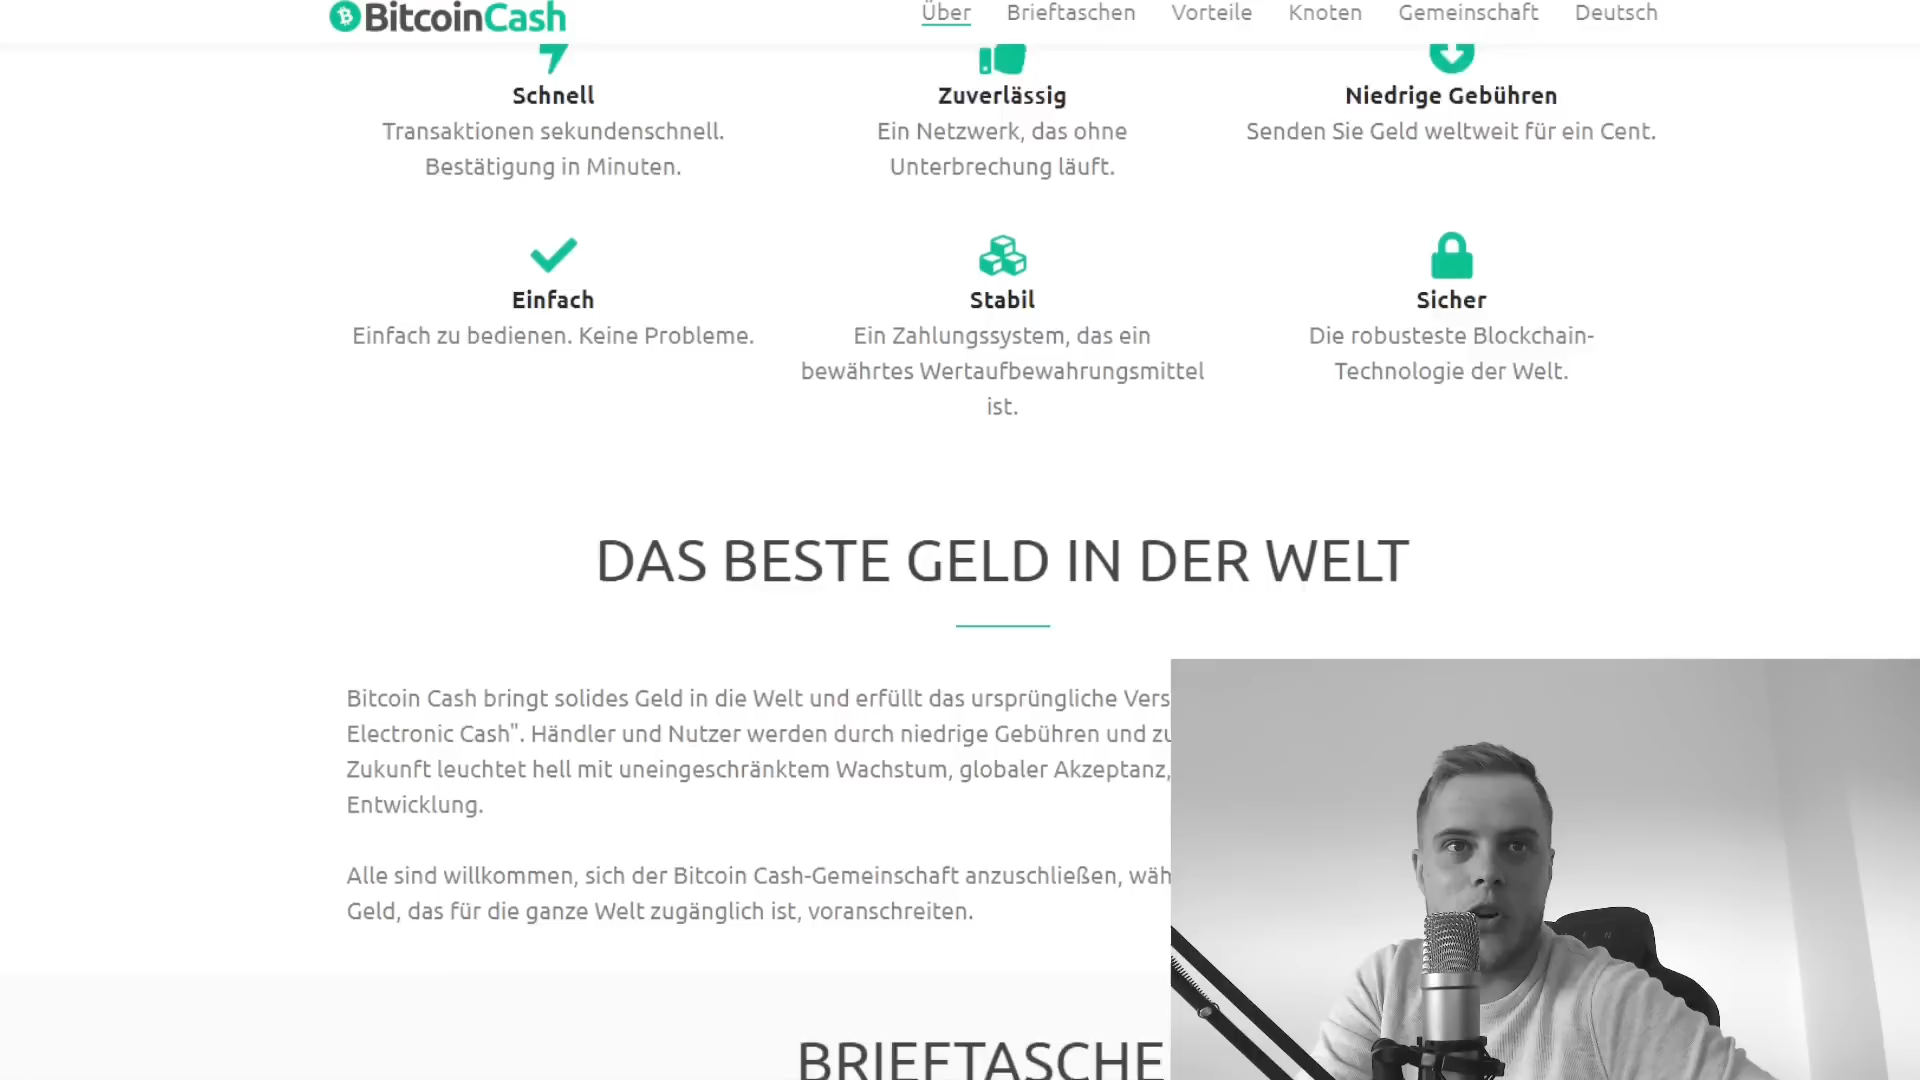 BitcoinCash
Über Brieftaschen Vorteile Knoten Gemeinschaft Deutsch
Schnell
Transaktionen sekundenschnell.
Bestätigung in Minuten.
Zuverlässig
Ein Netzwerk, das ohne
Unterbrechung läuft.
Niedrige Gebühren
Senden Sie Geld weltweit für ein Cent.
Einfach
Einfach zu bedienen. Keine Probleme.
Stabil
Ein Zahlungssystem, das ein
bewährtes Wertaufbewahrungsmittel
ist.
Sicher
Die robusteste Blockchain-
Technologie der Welt.
DAS BESTE GELD IN DER WELT
Bitcoin Cash bringt solides Geld in die Welt und erfüllt das ursprüngliche Vers
Electronic Cash". Händler und Nutzer werden durch niedrige Gebühren und zu
Zukunft leuchtet hell mit uneingeschränktem Wachstum, globaler Akzeptanz,
Entwicklung.
Alle sind willkommen, sich der Bitcoin Cash-Gemeinschaft anzuschließen, wäh
Geld, das für die ganze Welt zugänglich ist, voranschreiten.
BRIEFTASCHE